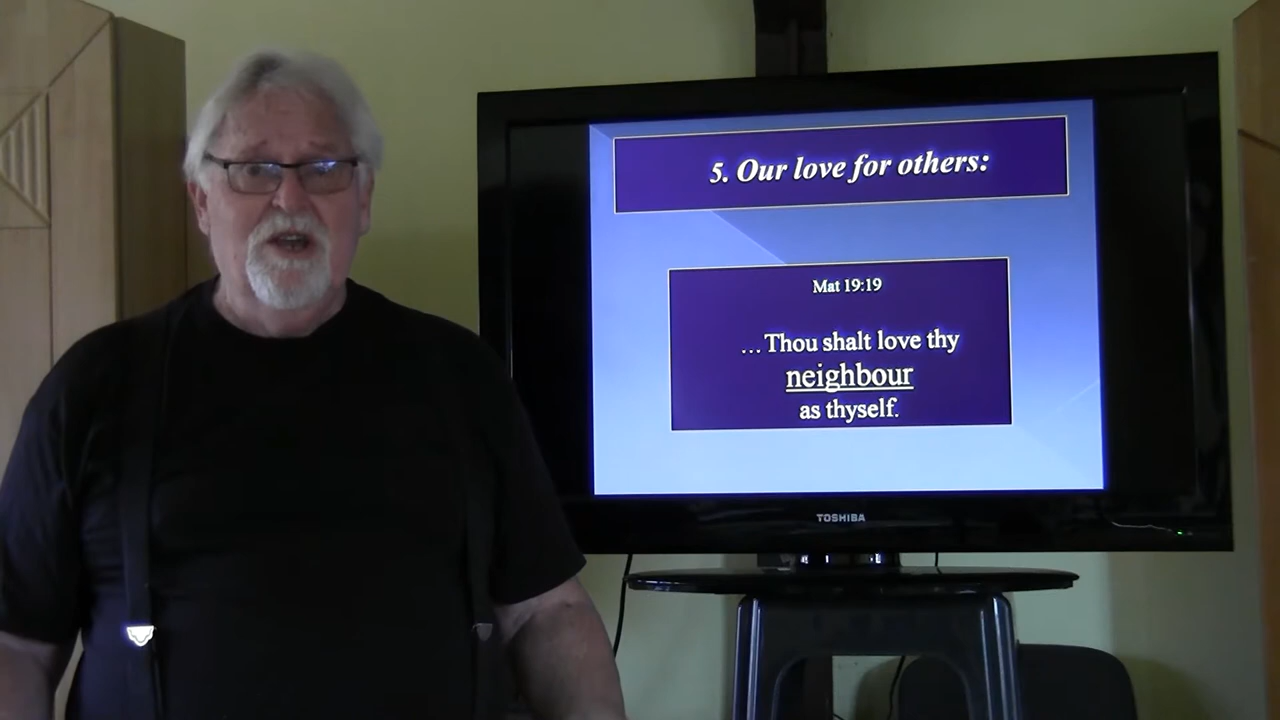 5. Our love for others:
Mat 19:19
...Thou shalt love thy
neighbour
as thyself.
TOSHIBA